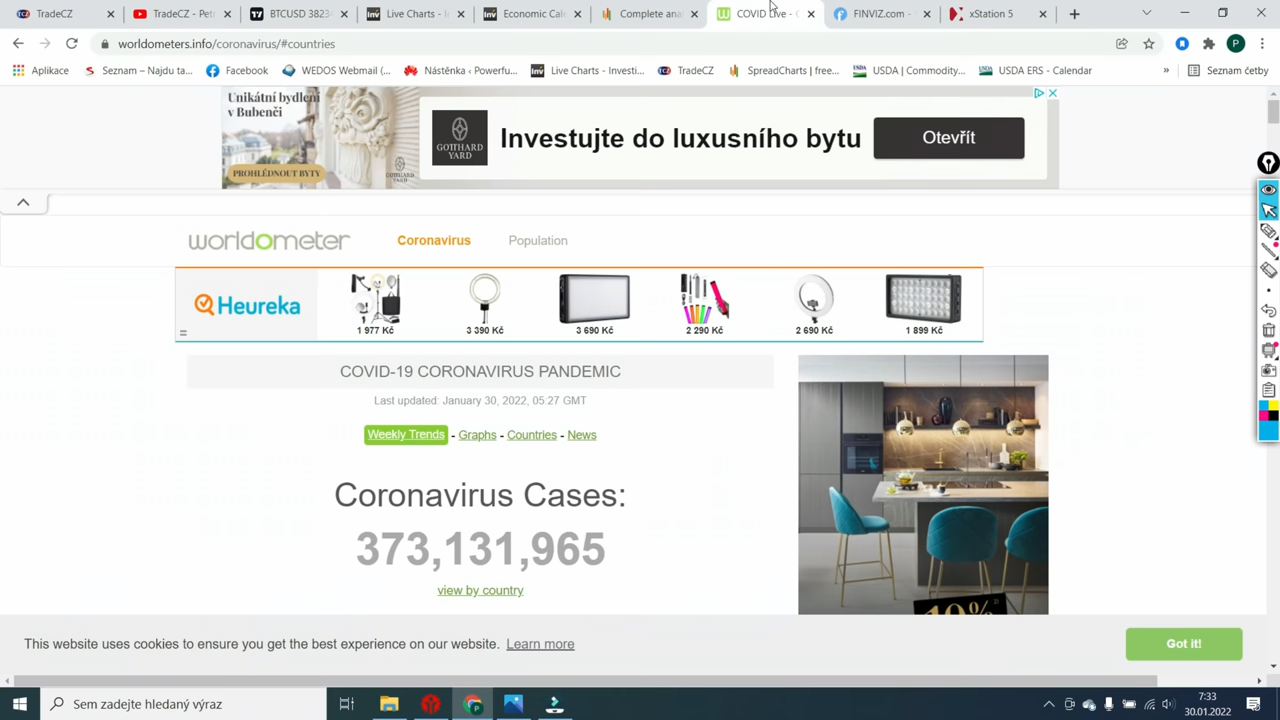 TradeCZ
TradeCZ - Pet
BTCUSD 3823
Live Charts - I
Economic Cal
Complete ana
COVID Live - C
FINVIZ.com -
xStation 5
worldometers.info/coronavirus/#countries
P
Aplikace
Seznam – Najdu ta...
Facebook
WEDOS Webmail (...
Nástěnka ‹ Powerfu...
Live Charts - Investi...
TradeCZ
SpreadCharts | free...
USDA | Commodity...
USDA ERS - Calendar
»
Seznam četby
Unikátní bydlení
v Bubenči
PROHLÉDNOUT BYTY
GOTTHARD
YARD
GOTTHARD
YARD
Investujte do luxusního bytu
Otevřít
worldometer
Coronavirus
Population
Heureka
1 977 Kč
3 390 Kč
3 690 Kč
2 290 Kč
2 690 Kč
1 899 Kč
COVID-19 CORONAVIRUS PANDEMIC
Last updated: January 30, 2022, 05:27 GMT
Weekly Trends - Graphs - Countries - News
Coronavirus Cases:
373,131,965
view by country
This website uses cookies to ensure you get the best experience on our website. Learn more
Got it!
Sem zadejte hledaný výraz
7:33
30.01.2022